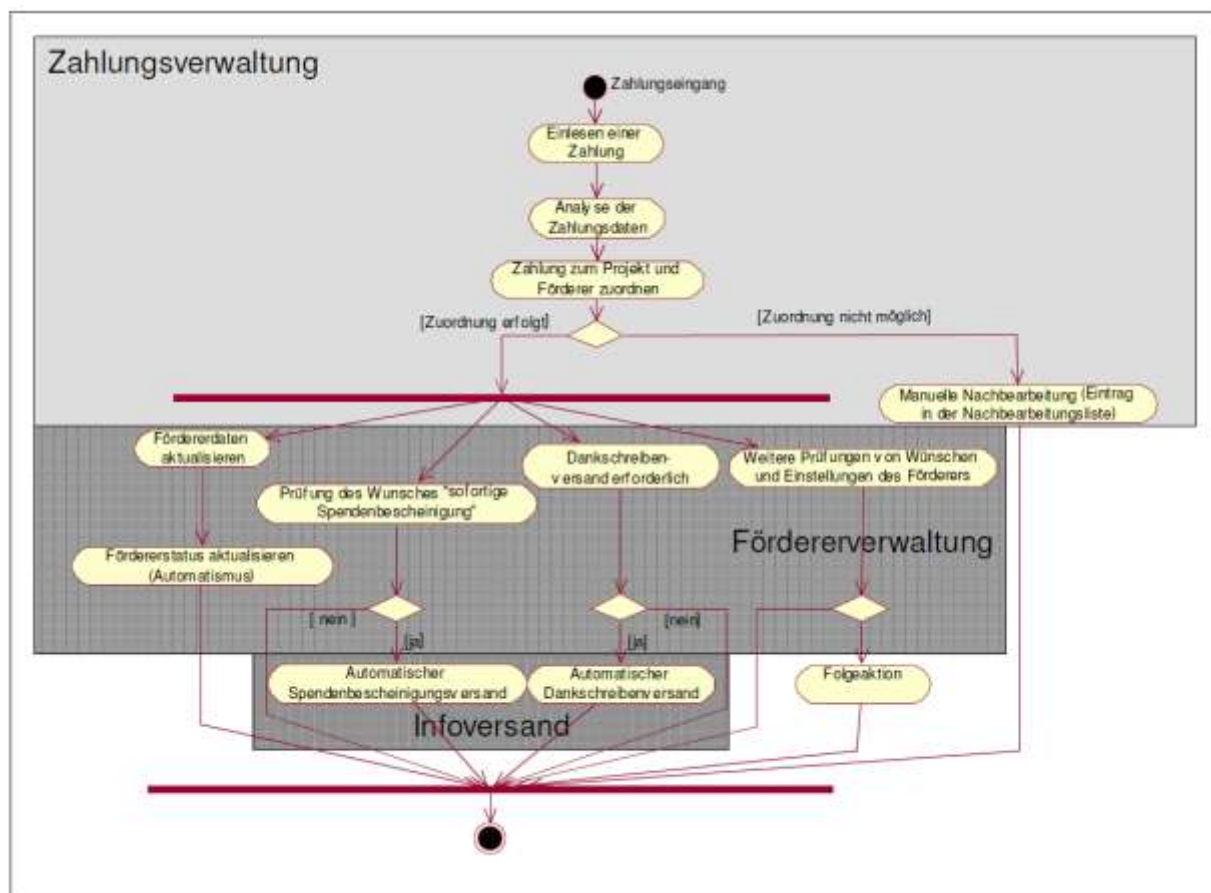 Zahlungsverwaltung
Zahlungseingang
Einlesen einer
Zahlung
Analyse der
Zahlungsdaten
Zahlung zum Projekt und
Förderer zuordnen
[Zuordnung erfolgt]
[Zuordnung nicht möglich]
Manuelle Nachbearbeitung (Eintrag
in der Nachbearbeitungsliste)
Fördererdaten
aktualisieren
Dankschreiben-
versand erforderlich
Weitere Prüfungen von Wünschen
und Einstellungen des Förderers
Prüfung des Wunsches "sofortige
Spendenbescheinigung"
Fördererverwaltung
Fördererstatus aktualisieren
(Automatismus)
[ nein ]
[nein]
[ja]
[ja]
Automatischer
Spendenbescheinigungsversand
Automatischer
Dankschreibenversand
Folgeaktion
Infoversand